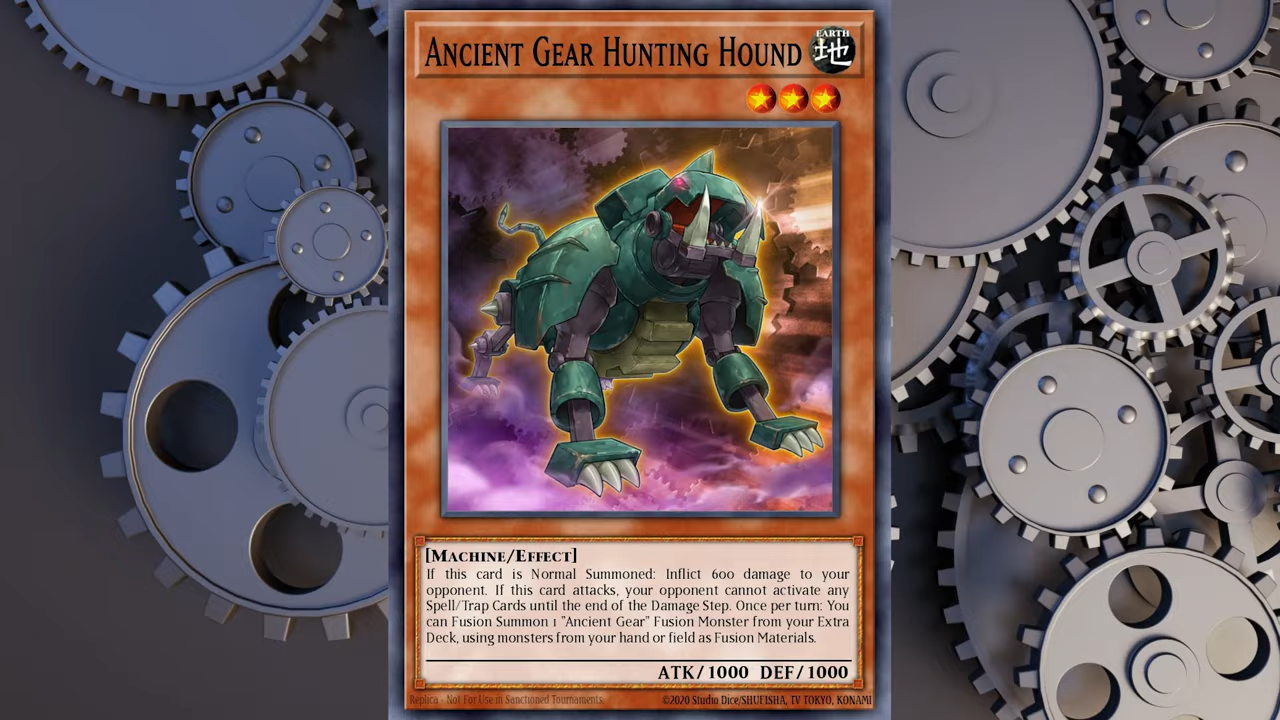 ANCIENT GEAR HUNTING HOUND
EARTH
地
[MACHINE/EFFECT]
If this card is Normal Summoned: Inflict 600 damage to your
opponent. If this card attacks, your opponent cannot activate any
Spell/Trap Cards until the end of the Damage Step. Once per turn: You
can Fusion Summon 1 "Ancient Gear" Fusion Monster from your Extra
Deck, using monsters from your hand or field as Fusion Materials.
ATK/1000 DEF/1000
Replica - Not For Use in Sanctioned Tournaments.
©2020 Studio Dice/SHUEISHA, TV TOKYO, KONAMI